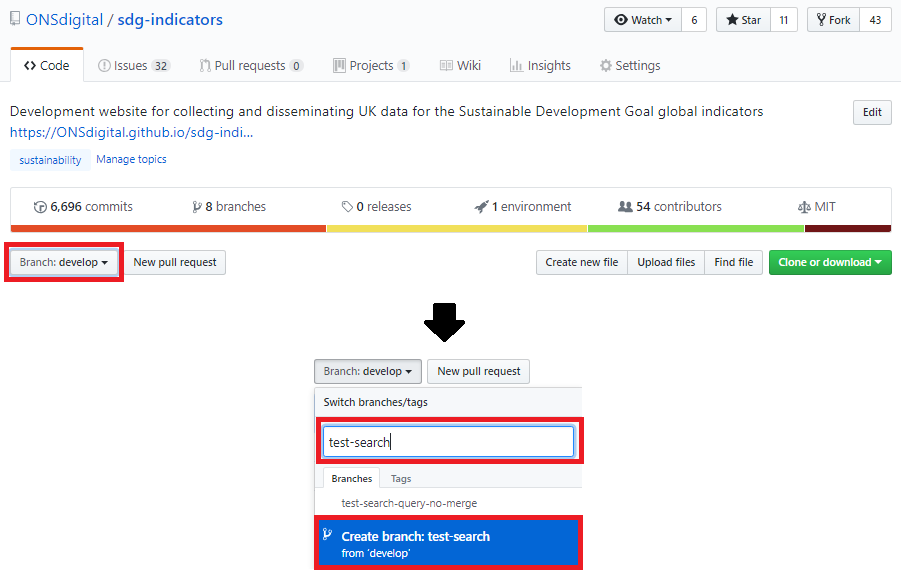 ONSdigital / sdg-indicators
Watch 6 Star 11 Fork 43
Code Issues 32 Pull requests 0 Projects 1 Wiki Insights Settings
Development website for collecting and disseminating UK data for the Sustainable Development Goal global indicators
Edit
https://ONSdigital.github.io/sdg-indi...
sustainability Manage topics
6,696 commits 8 branches 0 releases 1 environment 54 contributors MIT
Branch: develop New pull request Create new file Upload files Find file Clone or download
Branch: develop New pull request
Switch branches/tags
test-search
Branches Tags
test-search-query-no-merge
Create branch: test-search
from 'develop'